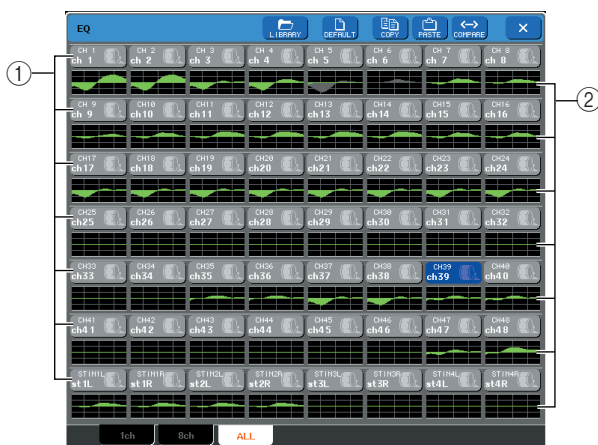 EQ LIBRARY DEFAULT COPY PASTE COMPARE ×
CH 1 CH 2 CH 3 CH 4 CH 5 CH 6 CH 7 CH 8
ch 1 ch 2 ch 3 ch 4 ch 5 ch 6 ch 7 ch 8
① ②
CH 9 CH10 CH11 CH12 CH13 CH14 CH15 CH16
ch 9 ch10 ch11 ch12 ch13 ch14 ch15 ch16
CH17 CH18 CH19 CH20 CH21 CH22 CH23 CH24
ch17 ch18 ch19 ch20 ch21 ch22 ch23 ch24
CH25 CH26 CH27 CH28 CH29 CH30 CH31 CH32
ch25 ch26 ch27 ch28 ch29 ch30 ch31 ch32
CH33 CH34 CH35 CH36 CH37 CH38 CH39 CH40
ch33 ch34 ch35 ch36 ch37 ch38 ch39 ch40
CH41 CH42 CH43 CH44 CH45 CH46 CH47 CH48
ch41 ch42 ch43 ch44 ch45 ch46 ch47 ch48
STIN1L STIN1R STIN2L STIN2R STIN3L STIN3R STIN4L STIN4R
st1L st1R st2L st2R st3L st3R st4L st4R
1ch 8ch ALL